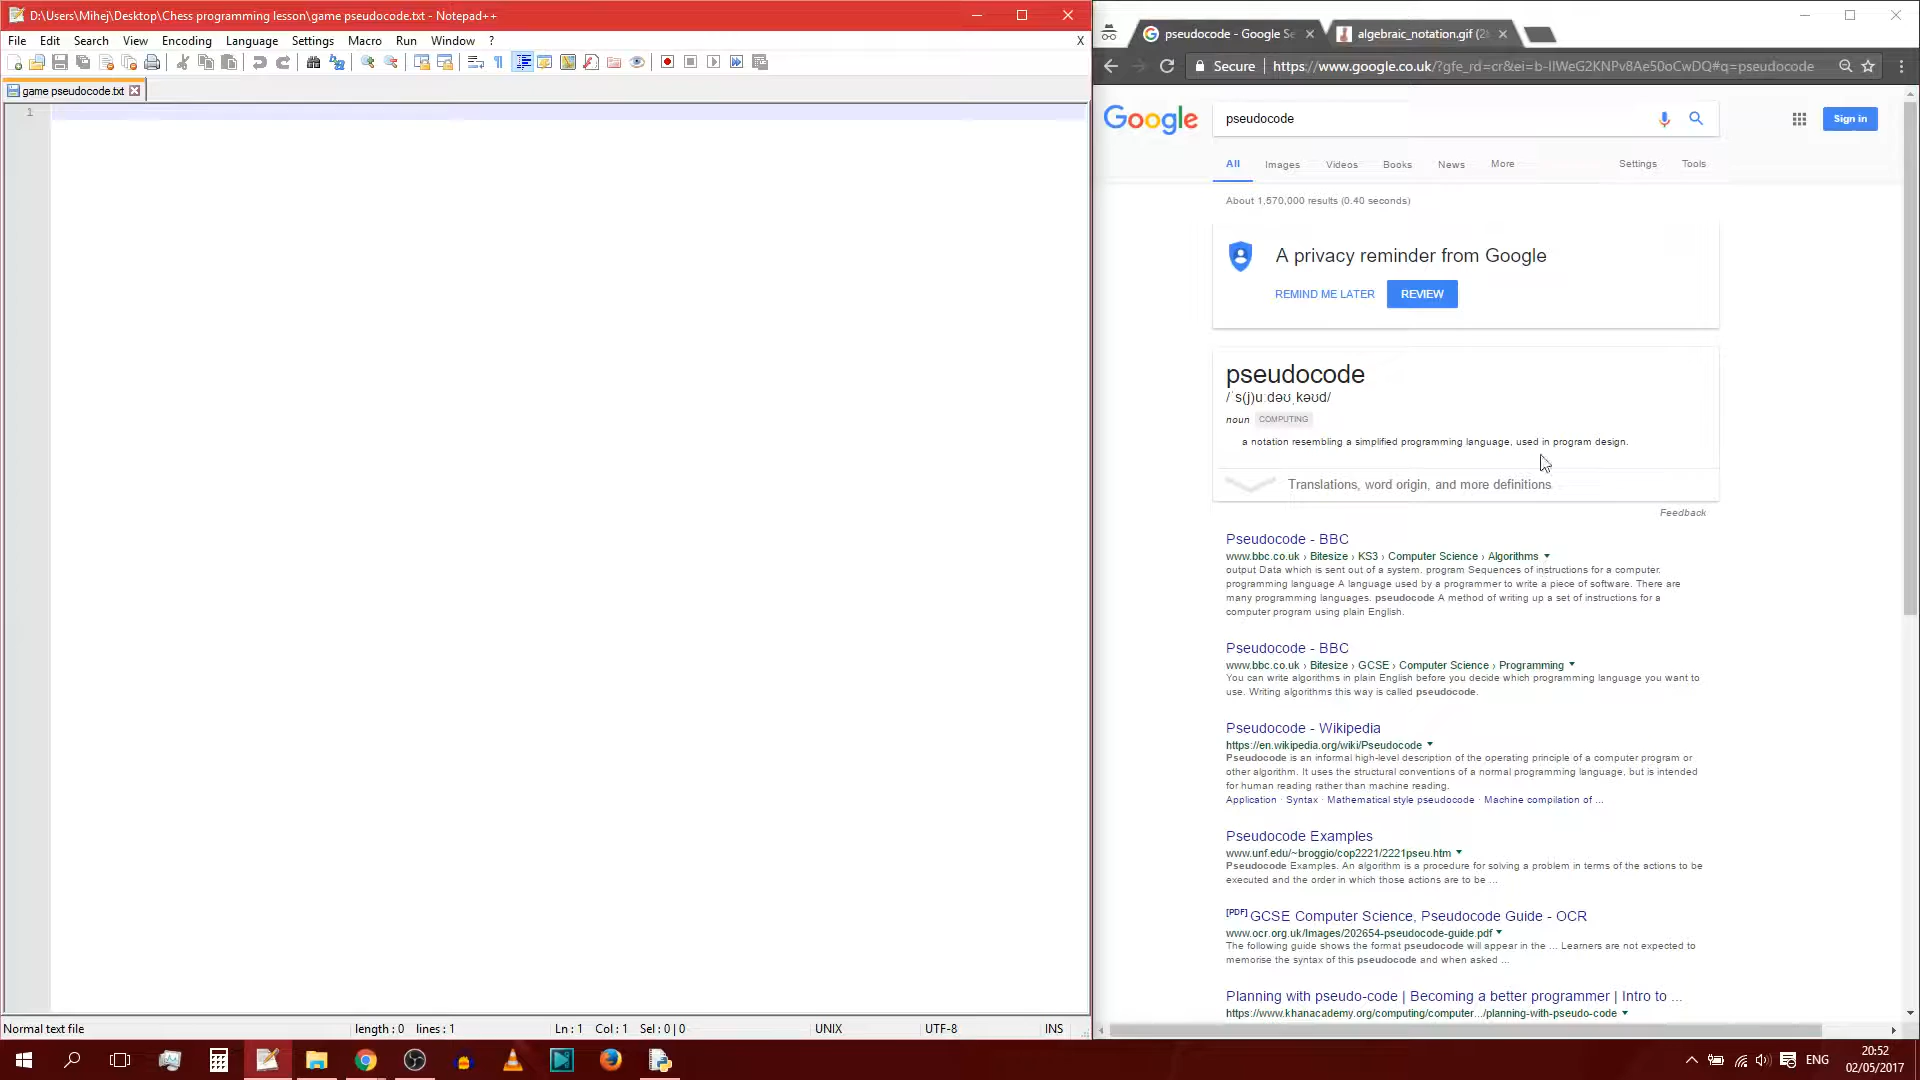 D:\Users\Mihej\Desktop\Chess programming lesson\game pseudocode.txt - Notepad++
File Edit Search View Encoding Language Settings Macro Run Window ? X
game pseudocode.txt
1
Normal text file length : 0 lines : 1 Ln : 1 Col : 1 Sel : 0 | 0 UNIX UTF-8 INS
pseudocode - Google Se algebraic_notation.gif (2
Secure https://www.google.co.uk/?gfe_rd=cr&ei=b-IIWeG2KNPv8Ae50oCwDQ#q=pseudocode
Google pseudocode Sign in
All Images Videos Books News More Settings Tools
About 1,570,000 results (0.40 seconds)
A privacy reminder from Google
REMIND ME LATER REVIEW
pseudocode
/ˈs(j)uːdəʊˌkəʊd/
noun COMPUTING
a notation resembling a simplified programming language, used in program design.
Translations, word origin, and more definitions
Feedback
Pseudocode - BBC
www.bbc.co.uk › Bitesize › KS3 › Computer Science › Algorithms
output Data which is sent out of a system. program Sequences of instructions for a computer.
programming language A language used by a programmer to write a piece of software. There are
many programming languages. pseudocode A method of writing up a set of instructions for a
computer program using plain English.
Pseudocode - BBC
www.bbc.co.uk › Bitesize › GCSE › Computer Science › Programming
You can write algorithms in plain English before you decide which programming language you want to
use. Writing algorithms this way is called pseudocode.
Pseudocode - Wikipedia
https://en.wikipedia.org/wiki/Pseudocode
Pseudocode is an informal high-level description of the operating principle of a computer program or
other algorithm. It uses the structural conventions of a normal programming language, but is intended
for human reading rather than machine reading.
Application · Syntax · Mathematical style pseudocode · Machine compilation of ...
Pseudocode Examples
www.unf.edu/~broggio/cop2221/2221pseu.htm
Pseudocode Examples. An algorithm is a procedure for solving a problem in terms of the actions to be
executed and the order in which those actions are to be ...
[PDF] GCSE Computer Science, Pseudocode Guide - OCR
www.ocr.org.uk/Images/202654-pseudocode-guide.pdf
The following guide shows the format pseudocode will appear in the ... Learners are not expected to
memorise the syntax of this pseudocode and when asked ...
Planning with pseudo-code | Becoming a better programmer | Intro to ...
https://www.khanacademy.org/computing/computer.../planning-with-pseudo-code
ENG
20:52
02/05/2017